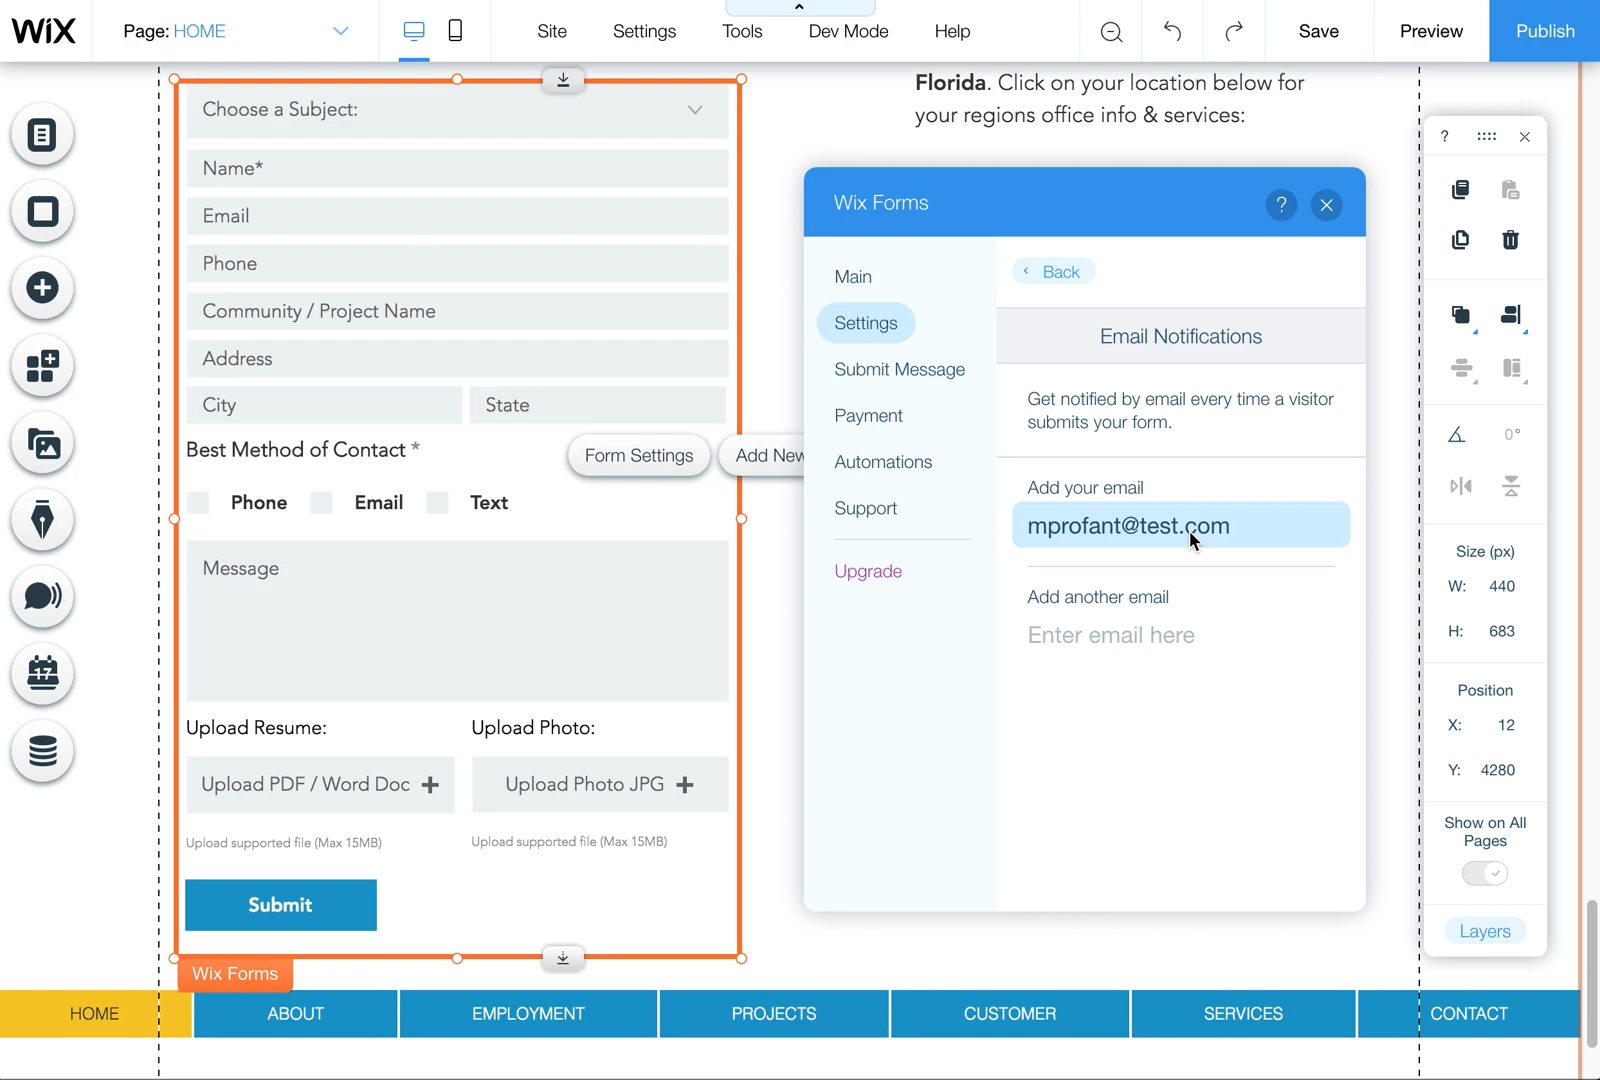 WiX
Page: HOME
Site
Settings
Tools
Dev Mode
Help
Save
Preview
Publish
Choose a Subject:
Name*
Email
Phone
Community / Project Name
Address
City
State
Best Method of Contact *
Form Settings
Add New
Phone
Email
Text
Message
Upload Resume:
Upload Photo:
Upload PDF / Word Doc +
Upload Photo JPG +
Upload supported file (Max 15MB)
Upload supported file (Max 15MB)
Submit
Wix Forms
Florida. Click on your location below for
your regions office info & services:
Wix Forms
?
Main
Settings
Submit Message
Payment
Automations
Support
Upgrade
Back
Email Notifications
Get notified by email every time a visitor
submits your form.
Add your email
mprofant@test.com
Add another email
Enter email here
?
0°
Size (px)
W: 440
H: 683
Position
X: 12
Y: 4280
Show on All
Pages
Layers
17
HOME
ABOUT
EMPLOYMENT
PROJECTS
CUSTOMER
SERVICES
CONTACT